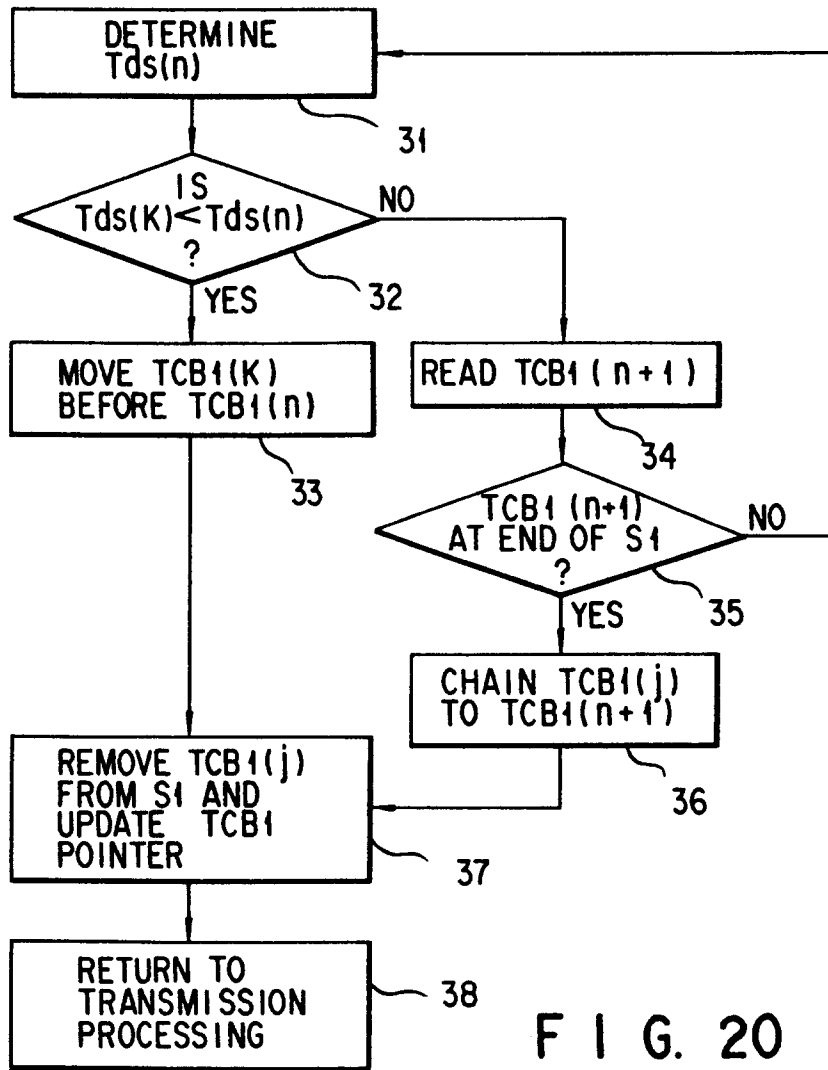 DETERMINE
Tds(n)
31
IS
Tds(K)<Tds(n)
?
NO
32
YES
MOVE TCB1(K)
BEFORE TCB1(n)
33
READ TCB1(n+1)
34
TCB1(n+1)
AT END OF S1
?
NO
35
YES
CHAIN TCB1(j)
TO TCB1(n+1)
36
REMOVE TCB1(j)
FROM S1 AND
UPDATE TCB1
POINTER
37
RETURN TO
TRANSMISSION
PROCESSING
38
FIG. 20